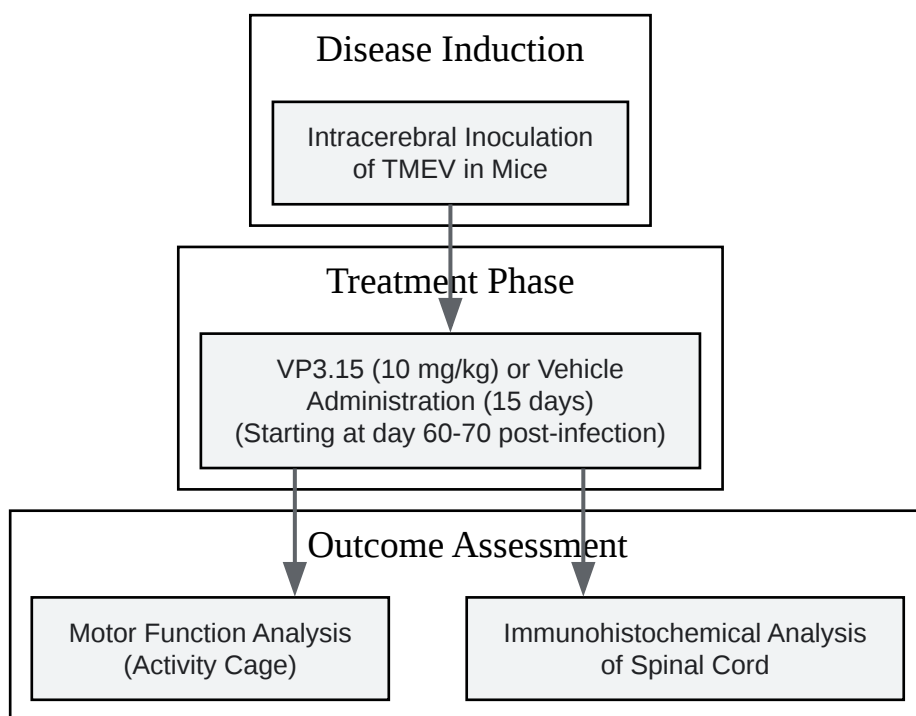 Disease Induction
Intracerebral Inoculation
of TMEV in Mice
Treatment Phase
VP3.15 (10 mg/kg) or Vehicle
Administration (15 days)
(Starting at day 60-70 post-infection)
Outcome Assessment
Motor Function Analysis
(Activity Cage)
Immunohistochemical Analysis
of Spinal Cord